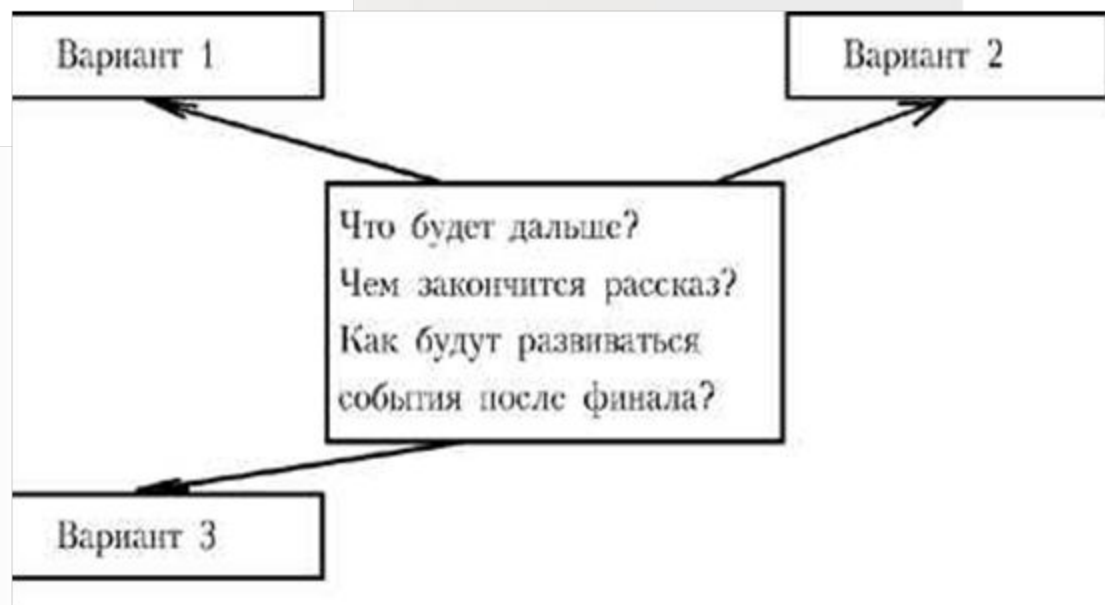 Вариант 1
Вариант 2
Что будет дальше?
Чем закончится рассказ?
Как будут развиваться
события после финала?
Вариант 3